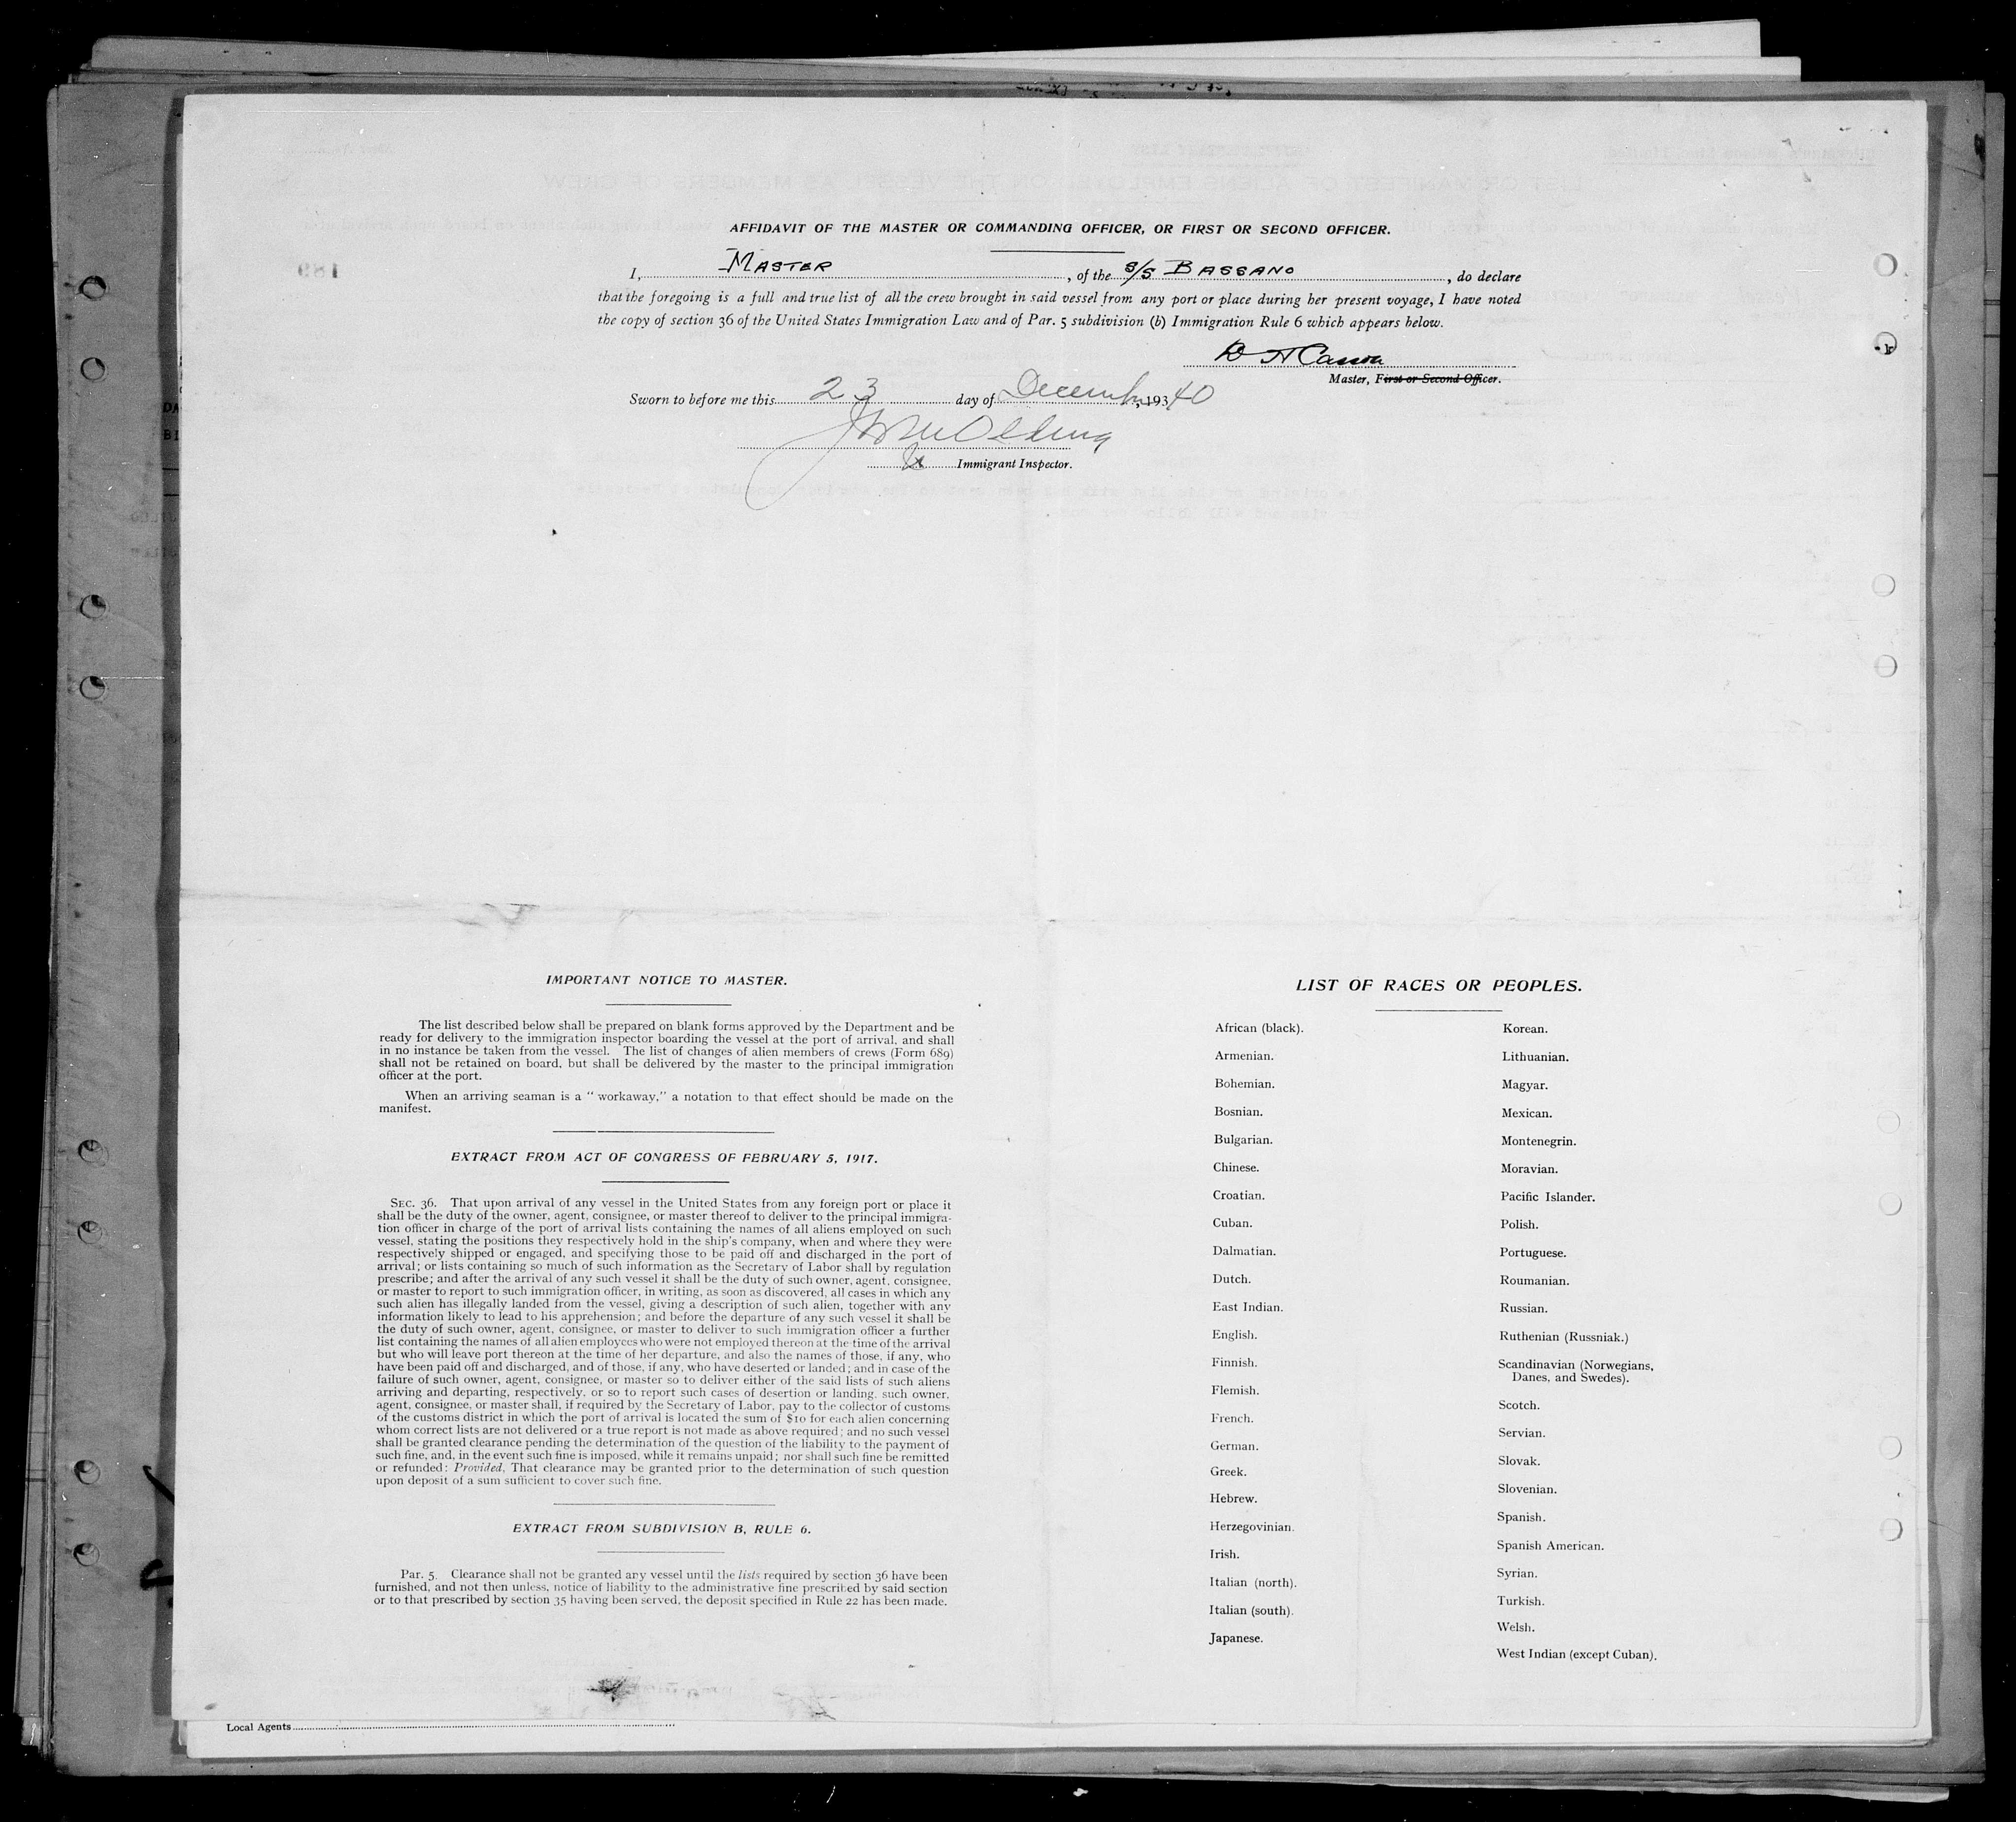 AFFIDAVIT OF THE MASTER OR COMMANDING OFFICER, OR FIRST OR SECOND OFFICER.
I, MASTER, of the S/S BASSANO, do declare
that the foregoing is a full and true list of all the crew brought in said vessel from any port or place during her present voyage, I have noted
the copy of section 36 of the United States Immigration Law and of Par. 5 subdivision (b) Immigration Rule 6 which appears below.
Master, First or Second Officer.
Sworn to before me this 23 day of December, 193 40
Immigrant Inspector.
189
IMPORTANT NOTICE TO MASTER.
The list described below shall be prepared on blank forms approved by the Department and be
ready for delivery to the immigration inspector boarding the vessel at the port of arrival, and shall
in no instance be taken from the vessel. The list of changes of alien members of crews (Form 689)
shall not be retained on board, but shall be delivered by the master to the principal immigration
officer at the port.
When an arriving seaman is a “ workaway,” a notation to that effect should be made on the
manifest.
EXTRACT FROM ACT OF CONGRESS OF FEBRUARY 5, 1917.
SEC. 36. That upon arrival of any vessel in the United States from any foreign port or place it
shall be the duty of the owner, agent, consignee, or master thereof to deliver to the principal immigra-
tion officer in charge of the port of arrival lists containing the names of all aliens employed on such
vessel, stating the positions they respectively hold in the ship's company, when and where they were
respectively shipped or engaged, and specifying those to be paid off and discharged in the port of
arrival; or lists containing so much of such information as the Secretary of Labor shall by regulation
prescribe; and after the arrival of any such vessel it shall be the duty of such owner, agent, consignee,
or master to report to such immigration officer, in writing, as soon as discovered, all cases in which any
such alien has illegally landed from the vessel, giving a description of such alien, together with any
information likely to lead to his apprehension; and before the departure of any such vessel it shall be
the duty of such owner, agent, consignee, or master to deliver to such immigration officer a further
list containing the names of all alien employees who were not employed thereon at the time of the arrival
but who will leave port thereon at the time of her departure, and also the names of those, if any, who
have been paid off and discharged, and of those, if any, who have deserted or landed; and in case of the
failure of such owner, agent, consignee, or master so to deliver either of the said lists of such aliens
arriving and departing, respectively, or so to report such cases of desertion or landing, such owner,
agent, consignee, or master shall, if required by the Secretary of Labor, pay to the collector of customs
of the customs district in which the port of arrival is located the sum of $10 for each alien concerning
whom correct lists are not delivered or a true report is not made as above required; and no such vessel
shall be granted clearance pending the determination of the question of the liability to the payment of
such fine, and, in the event such fine is imposed, while it remains unpaid; nor shall such fine be remitted
or refunded: Provided, That clearance may be granted prior to the determination of such question
upon deposit of a sum sufficient to cover such fine.
EXTRACT FROM SUBDIVISION B, RULE 6.
Par. 5. Clearance shall not be granted any vessel until the lists required by section 36 have been
furnished, and not then unless, notice of liability to the administrative fine prescribed by said section
or to that prescribed by section 35 having been served, the deposit specified in Rule 22 has been made.
LIST OF RACES OR PEOPLES.
African (black).
Armenian.
Bohemian.
Bosnian.
Bulgarian.
Chinese.
Croatian.
Cuban.
Dalmatian.
Dutch.
East Indian.
English.
Finnish.
Flemish.
French.
German.
Greek.
Hebrew.
Herzegovinian.
Irish.
Italian (north).
Italian (south).
Japanese.
Korean.
Lithuanian.
Magyar.
Mexican.
Montenegrin.
Moravian.
Pacific Islander.
Polish.
Portuguese.
Roumanian.
Russian.
Ruthenian (Russniak.)
Scandinavian (Norwegians,
Danes, and Swedes).
Scotch.
Servian.
Slovak.
Slovenian.
Spanish.
Spanish American.
Syrian.
Turkish.
Welsh.
West Indian (except Cuban).
Local Agents